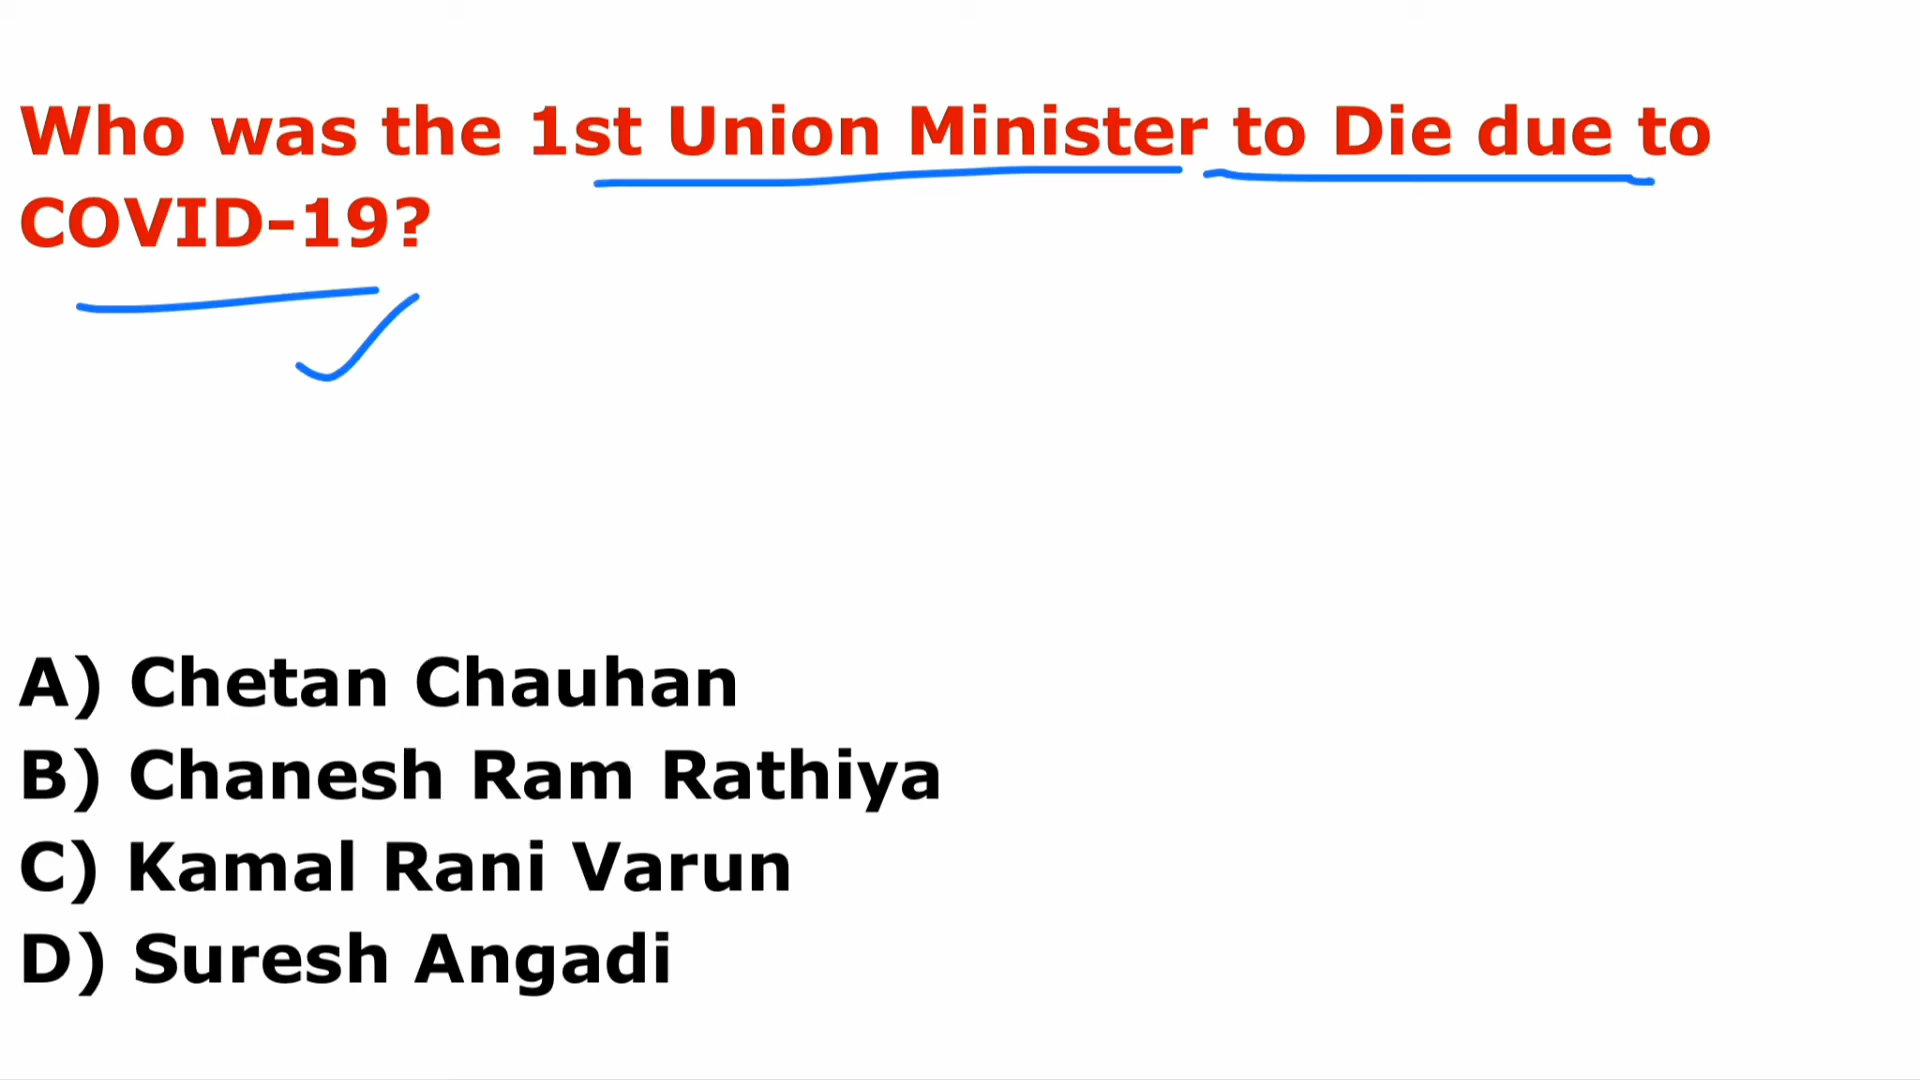 Who was the 1st Union Minister to Die due to
COVID-19?
A) Chetan Chauhan
B) Chanesh Ram Rathiya
C) Kamal Rani Varun
D) Suresh Angadi